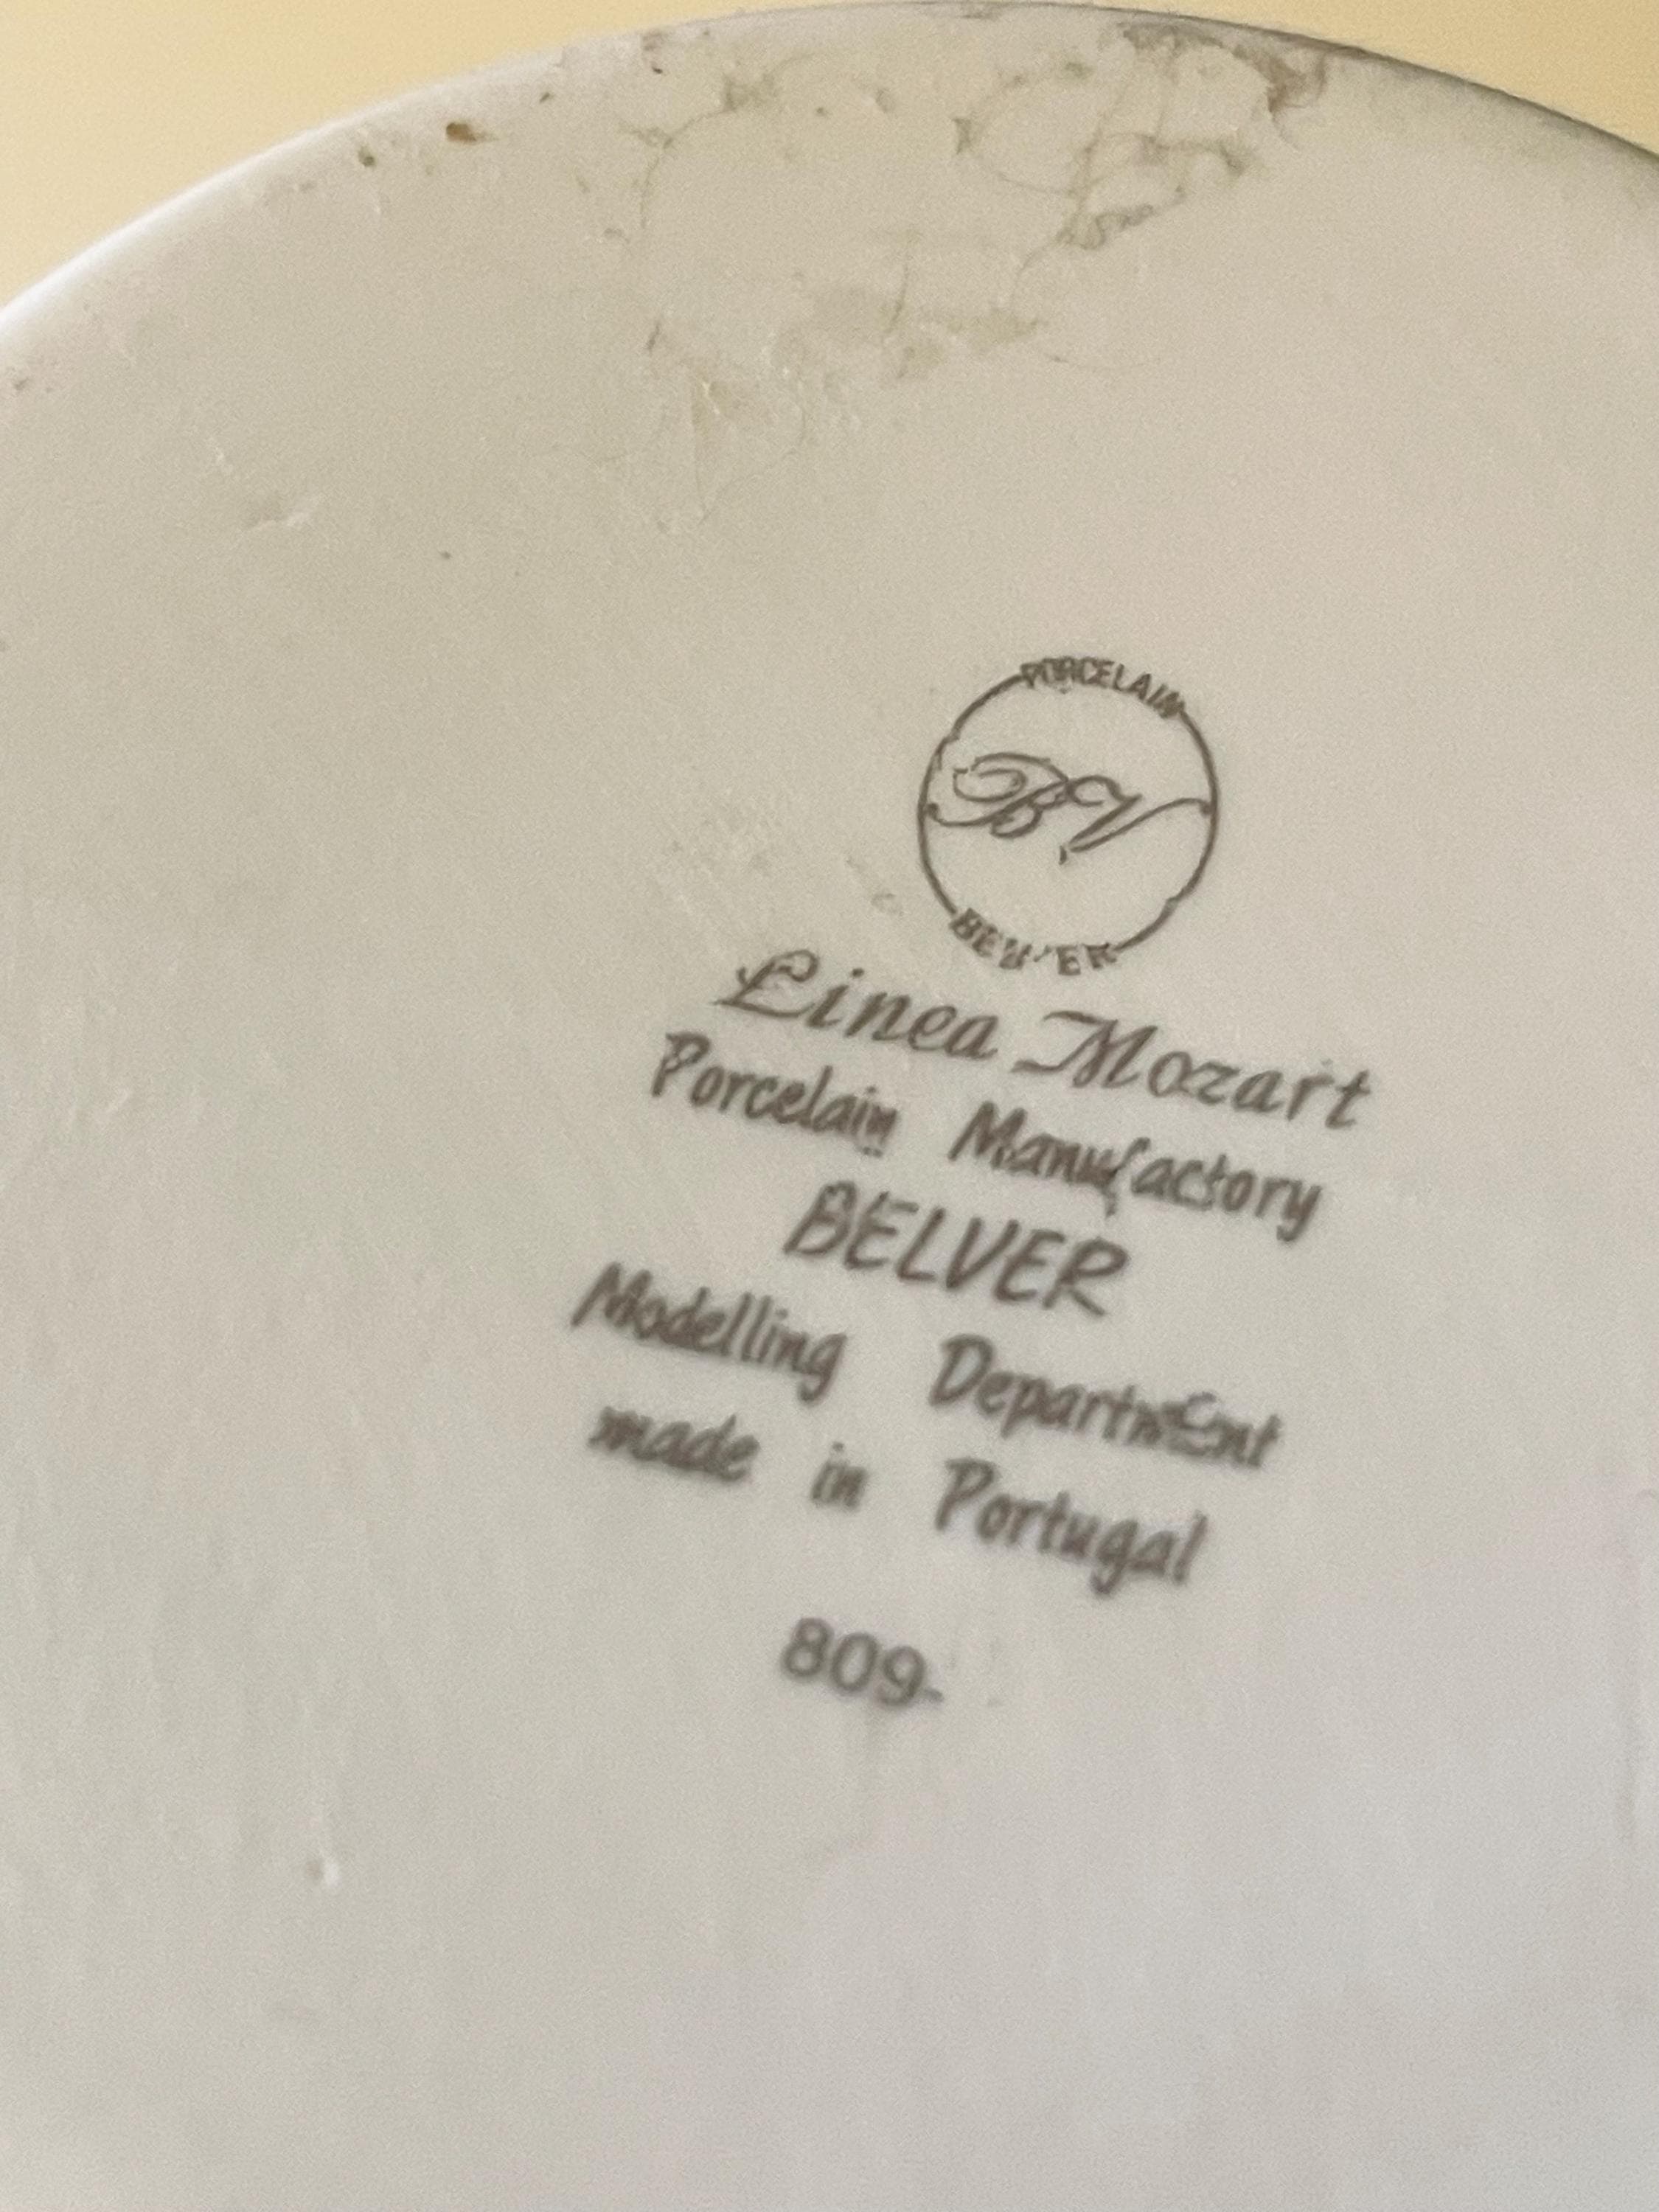 PORCELAIN
BV
BELVER
Linea Mozart
Porcelain Manufactory
BELVER
Modelling Department
made in Portugal
809-